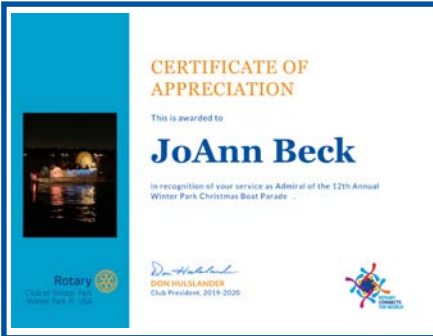 CERTIFICATE OF
APPRECIATION
This is awarded to
JoAnn Beck
in recognition of your service as Admiral of the 12th Annual
Winter Park Christmas Boat Parade .
Don Hulslander
DON HULSLANDER
Club President, 2019-2020
Rotary
Club of Winter Park
Winter Park fl, USA
ROTARY
CONNECTS
THE WORLD